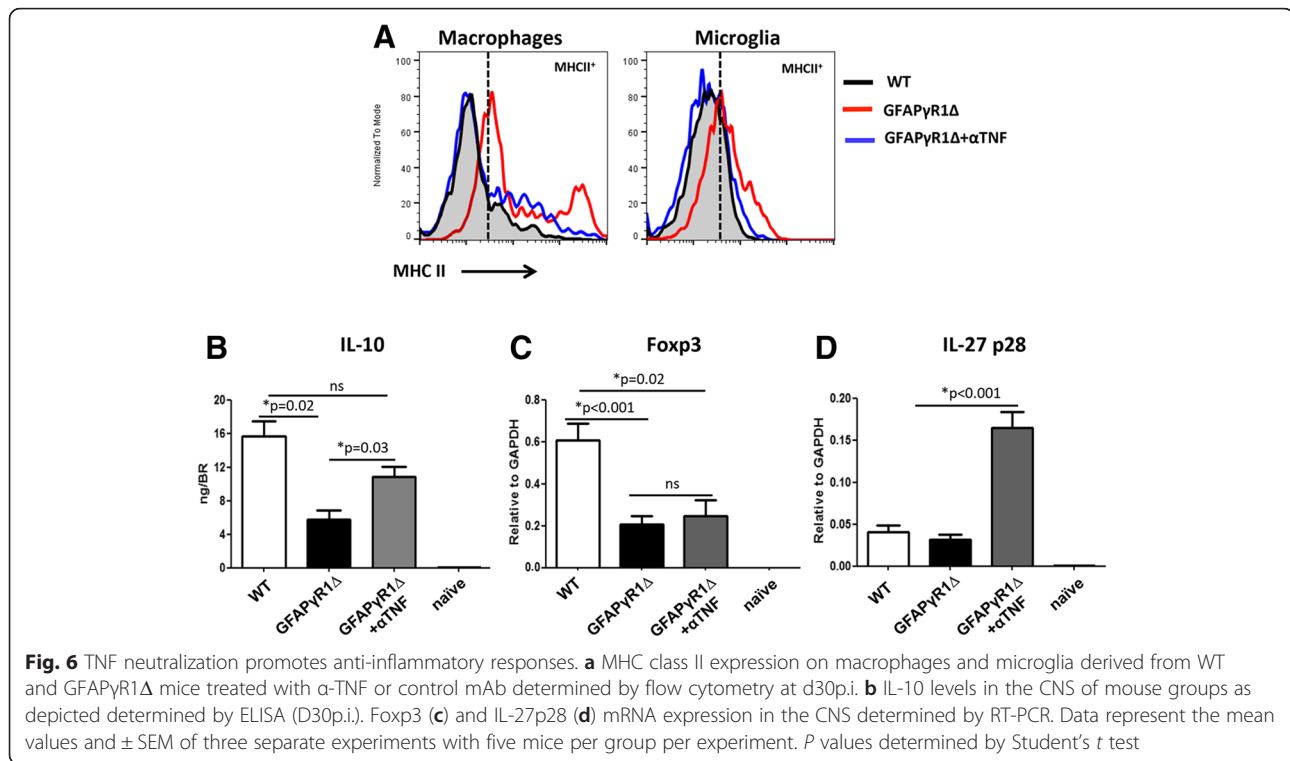 A
Macrophages
Microglia
100
80
60
40
20
0
Normalized To Mode
MHCII⁺
100
80
60
40
20
0
MHCII⁺
WT
GFAPγR1Δ
GFAPγR1Δ+αTNF
MHC II
B
IL-10
ns
*p=0.02
*p=0.03
20
16
12
8
4
0
ng/BR
WT
GFAPγR1Δ
GFAPγR1Δ
+αTNF
naïve
C
Foxp3
*p=0.02
*p<0.001
ns
0.8
0.6
0.4
0.2
0.0
Relative to GAPDH
WT
GFAPγR1Δ
GFAPγR1Δ
+αTNF
naïve
D
IL-27 p28
*p<0.001
0.20
0.15
0.10
0.05
0.00
Relative to GAPDH
WT
GFAPγR1Δ
GFAPγR1Δ
+αTNF
naïve
Fig. 6 TNF neutralization promotes anti-inflammatory responses. a MHC class II expression on macrophages and microglia derived from WT
and GFAPγR1Δ mice treated with α-TNF or control mAb determined by flow cytometry at d30p.i. b IL-10 levels in the CNS of mouse groups as
depicted determined by ELISA (D30p.i.). Foxp3 (c) and IL-27p28 (d) mRNA expression in the CNS determined by RT-PCR. Data represent the mean
values and ± SEM of three separate experiments with five mice per group per experiment. P values determined by Student's t test